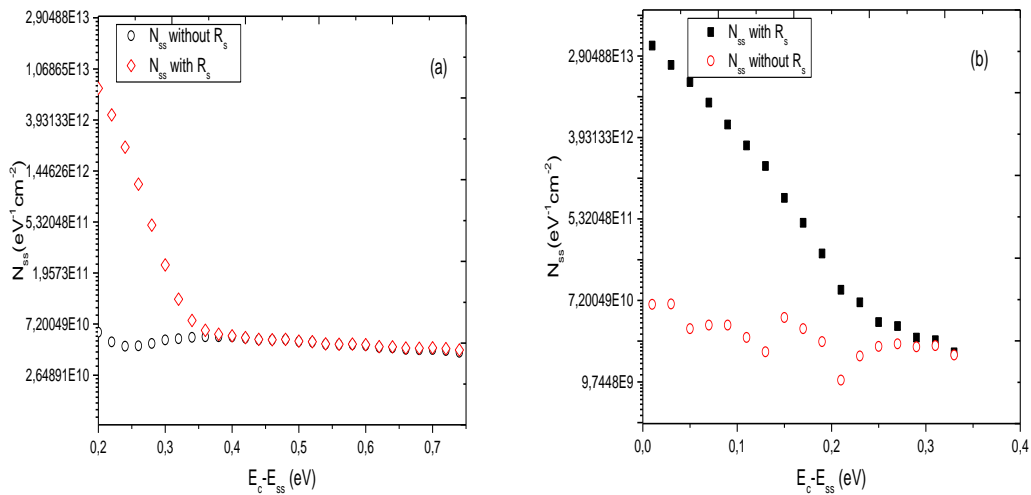 2,90488E13
1,06865E13
3,93133E12
1,44626E12
5,32048E11
1,9573E11
7,20049E10
2,64891E10
N_ss (eV⁻¹cm⁻²)
N_ss without R_s
N_ss with R_s
(a)
0,2 0,3 0,4 0,5 0,6 0,7
E_c-E_ss (eV)
2,90488E13
3,93133E12
5,32048E11
7,20049E10
9,7448E9
N_ss (eV⁻¹cm⁻²)
N_ss with R_s
N_ss without R_s
(b)
0,0 0,1 0,2 0,3 0,4
E_c-E_ss (eV)